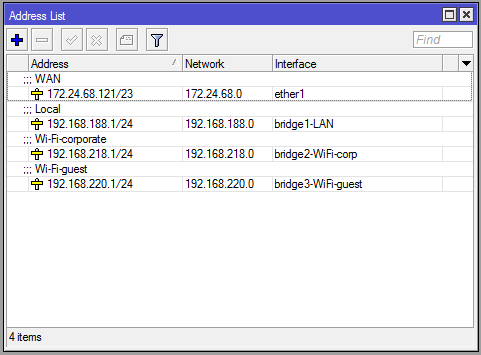 Address List
Find
Address Network Interface
;;; WAN
172.24.68.121/23 172.24.68.0 ether1
;;; Local
192.168.188.1/24 192.168.188.0 bridge1-LAN
;;; Wi-Fi-corporate
192.168.218.1/24 192.168.218.0 bridge2-WiFi-corp
;;; Wi-Fi-guest
192.168.220.1/24 192.168.220.0 bridge3-WiFi-guest
4 items